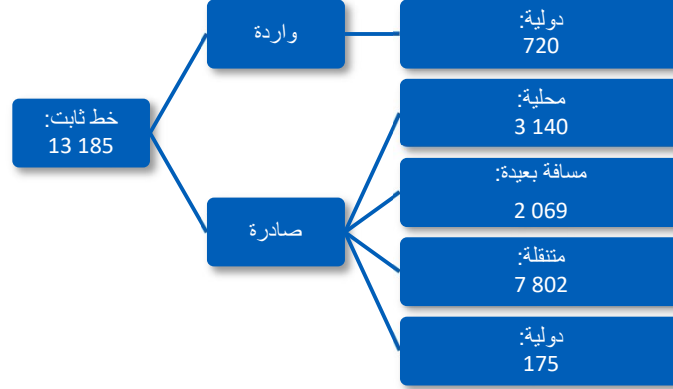 خط ثابت:
13 185
واردة
صادرة
دولية:
720
محلية:
3 140
مسافة بعيدة:
2 069
متنقلة:
7 802
دولية:
175